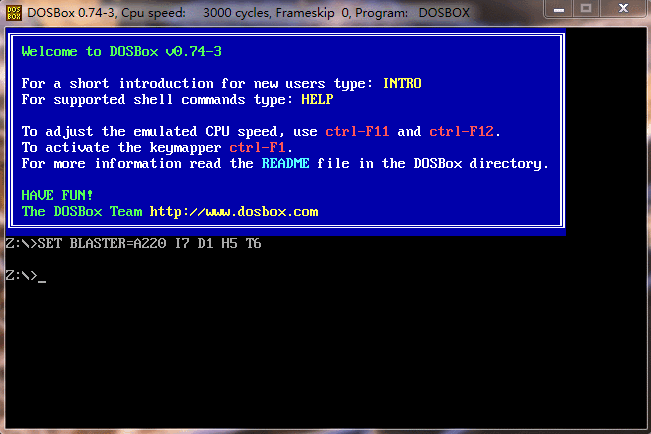 DOSBox 0.74-3, Cpu speed: 3000 cycles, Frameskip 0, Program: DOSBOX
Welcome to DOSBox v0.74-3
For a short introduction for new users type: INTRO
For supported shell commands type: HELP
To adjust the emulated CPU speed, use ctrl-F11 and ctrl-F12.
To activate the keymapper ctrl-F1.
For more information read the README file in the DOSBox directory.
HAVE FUN!
The DOSBox Team http://www.dosbox.com
Z:\>SET BLASTER=A220 I7 D1 H5 T6
Z:\>_